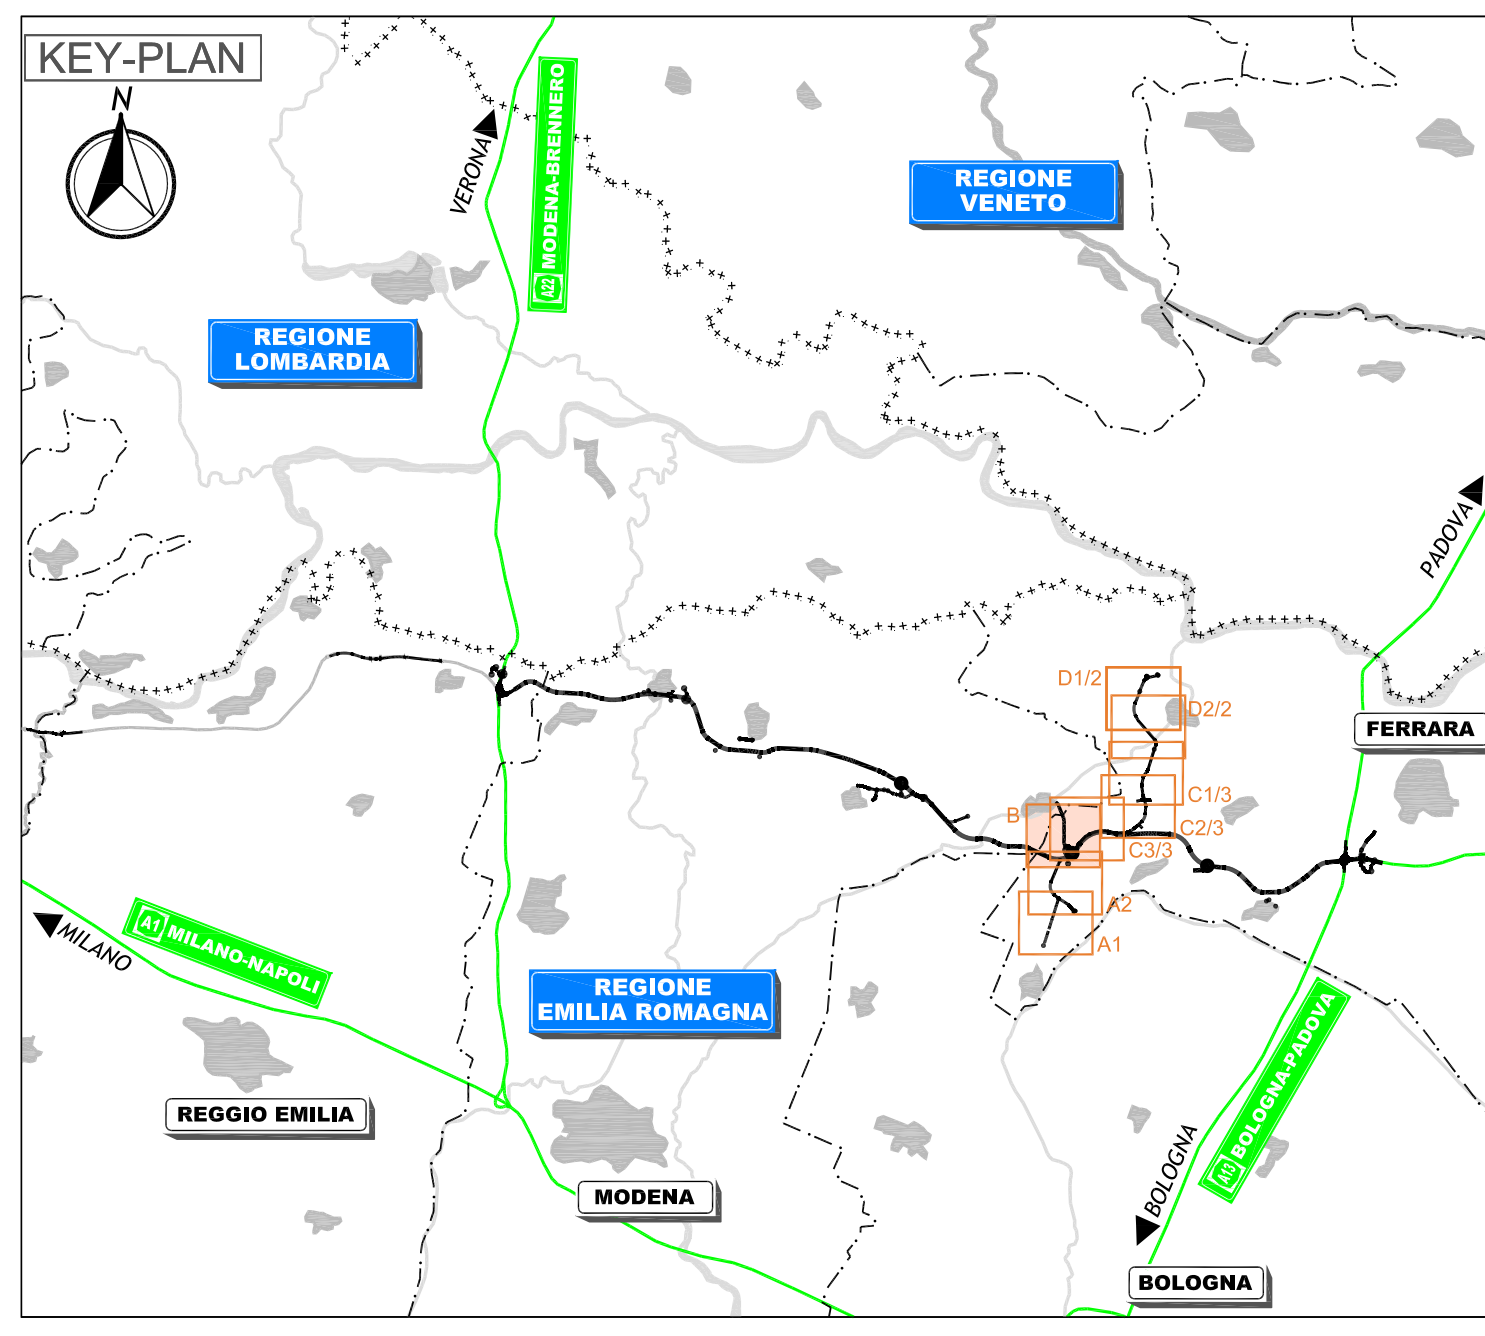 KEY-PLAN
N
VERONA
A22 MODENA-BRENNERO
REGIONE
VENETO
REGIONE
LOMBARDIA
PADOVA
D1/2
D2/2
FERRARA
C1/3
B
C2/3
C3/3
A2
A1
MILANO
A1 MILANO-NAPOLI
REGIONE
EMILIA ROMAGNA
A13 BOLOGNA-PADOVA
REGGIO EMILIA
BOLOGNA
MODENA
BOLOGNA